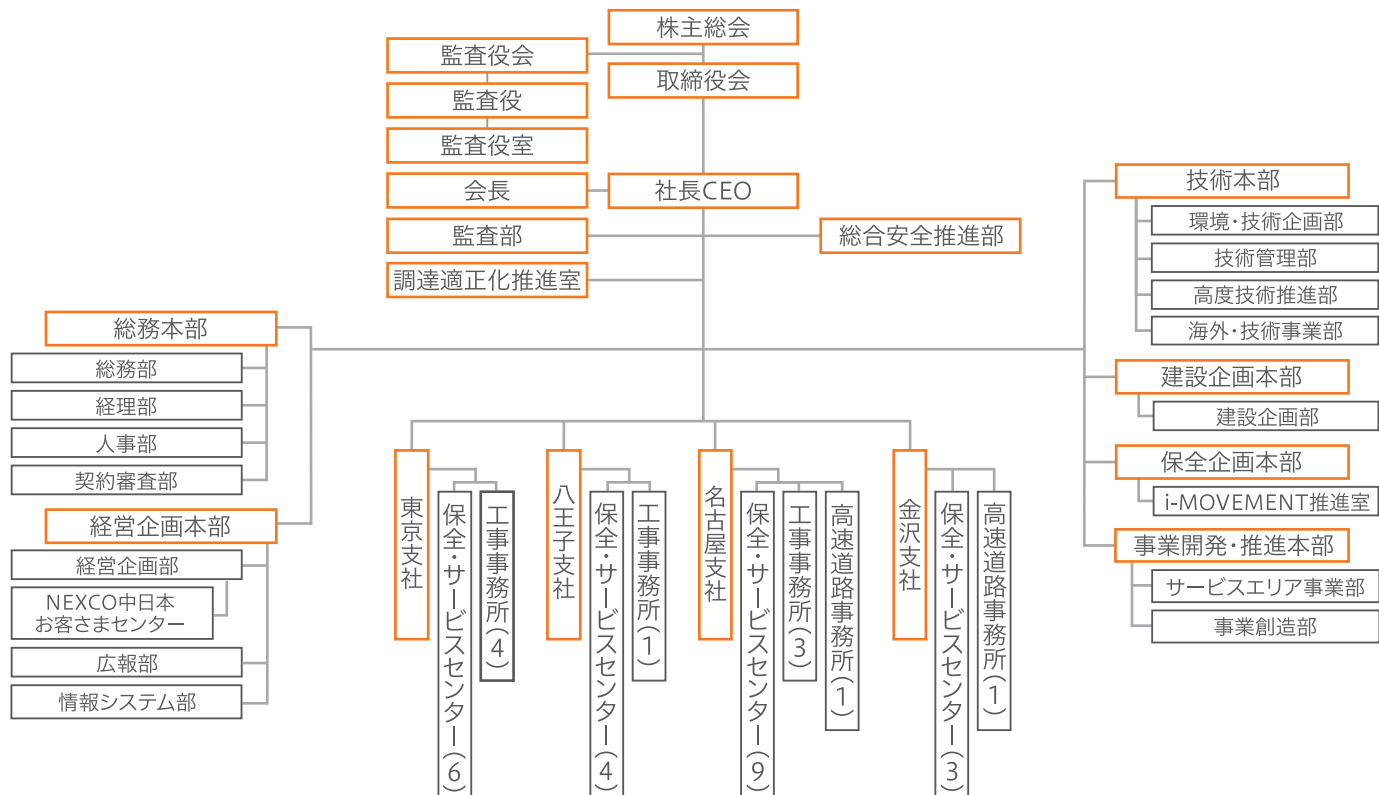 株主総会
監査役会
取締役会
監査役
監査役室
会長
社長CEO
監査部
総合安全推進部
調達適正化推進室
総務本部
総務部
経理部
人事部
契約審査部
経営企画本部
経営企画部
NEXCO中日本
お客さまセンター
広報部
情報システム部
東京支社
保全・サービスセンター(6)
工事事務所(4)
八王子支社
保全・サービスセンター(4)
工事事務所(1)
名古屋支社
保全・サービスセンター(9)
工事事務所(3)
高速道路事務所(1)
金沢支社
保全・サービスセンター(3)
高速道路事務所(1)
技術本部
環境・技術企画部
技術管理部
高度技術推進部
海外・技術事業部
建設企画本部
建設企画部
保全企画本部
i-MOVEMENT推進室
事業開発・推進本部
サービスエリア事業部
事業創造部